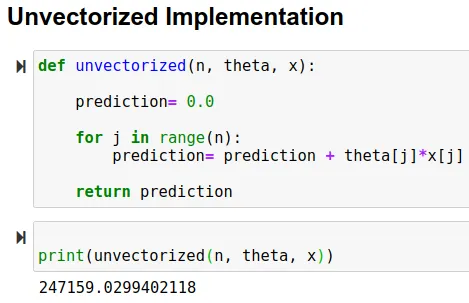 Unvectorized Implementation
def unvectorized(n, theta, x):
prediction= 0.0
for j in range(n):
prediction= prediction + theta[j]*x[j]
return prediction
print(unvectorized(n, theta, x))
247159.0299402118